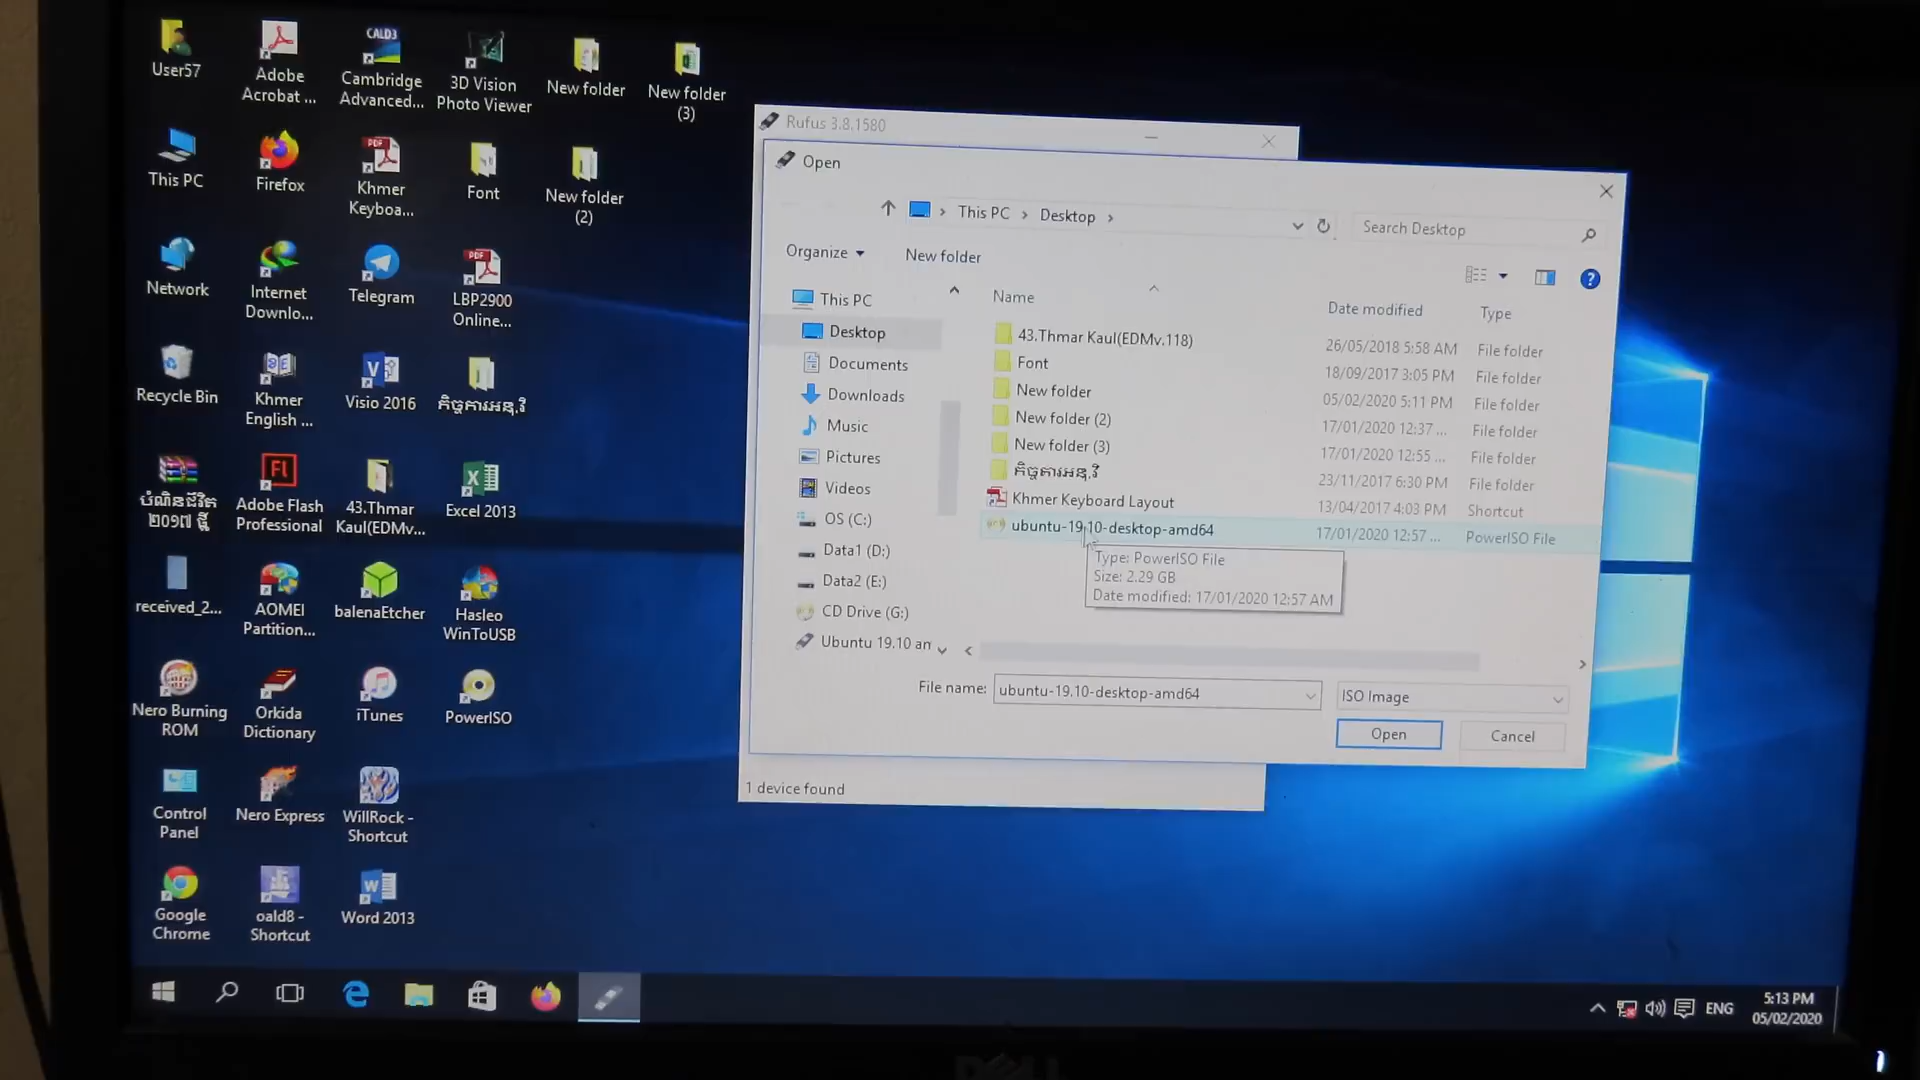 User57
Adobe
Acrobat ...
CALD3
Cambridge
Advanced...
3D Vision
Photo Viewer
New folder
New folder
(3)
This PC
Firefox
PDF
Khmer
Keyboa...
Font
New folder
(2)
Network
Internet
Downlo...
Telegram
PDF
LBP2900
Online...
Recycle Bin
Khmer
English ...
Visio 2016
កិច្ចការអនុ.វិ
Adobe Flash
Professional
43.Thmar
Kaul(EDMv...
Excel 2013
received_2...
AOMEI
Partition...
balenaEtcher
Hasleo
WinToUSB
Nero Burning
ROM
Orkida
Dictionary
iTunes
PowerISO
Control
Panel
Nero Express
WillRock -
Shortcut
Google
Chrome
oald8 -
Shortcut
Word 2013
Rufus 3.8.1580
Open
This PC
Desktop
Search Desktop
Organize
New folder
Name
Date modified
Type
This PC
Desktop
Documents
Downloads
Music
Pictures
Videos
OS (C:)
Data1 (D:)
Data2 (E:)
CD Drive (G:)
Ubuntu 19.10 an
43.Thmar Kaul(EDMv.118) 26/05/2018 5:58 AM File folder
Font 18/09/2017 3:05 PM File folder
New folder 05/02/2020 5:11 PM File folder
New folder (2) 17/01/2020 12:37 ... File folder
New folder (3) 17/01/2020 12:55 ... File folder
កិច្ចការអនុ.វិ 23/11/2017 6:30 PM File folder
Khmer Keyboard Layout 13/04/2017 4:03 PM Shortcut
ubuntu-19.10-desktop-amd64 17/01/2020 12:57 ... PowerISO File
Type: PowerISO File
Size: 2.29 GB
Date modified: 17/01/2020 12:57 AM
File name: ubuntu-19.10-desktop-amd64
ISO Image
Open
Cancel
1 device found
ENG
5:13 PM
05/02/2020
DELL